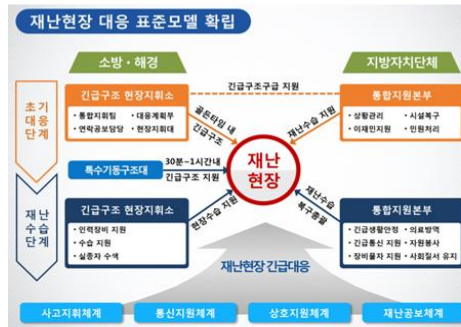 재난현장 대응 표준모델 확립
소방·해경
지방자치단체
초기
대응
단계
긴급구조 현장지휘소
• 통합지휘팀 • 대응계획부
• 연락공보담당 • 현장지휘대
긴급구조구급 지원
통합지원본부
• 상황관리 • 시설복구
• 이재민지원 • 민원처리
골든타임 내
긴급구조
재난수습 지원
특수기동구조대
30분~1시간내
긴급구조 지원
재난
현장
재난
수습
단계
긴급구조 현장지휘소
• 인력장비 지원
• 수습 지원
• 실종자 수색
현장수습 지원
재난수습
복구총괄
통합지원본부
• 긴급생활안정 • 의료방역
• 긴급통신 지원 • 자원봉사
• 장비물자 지원 • 사회질서 유지
재난현장 긴급대응
사고지휘체계
통신지원체계
상호지원체계
재난공보체계